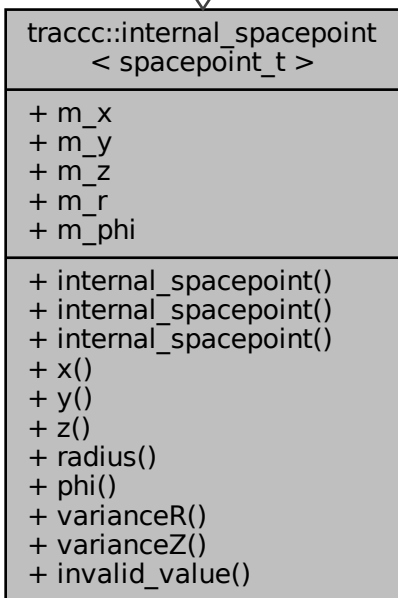 traccc::internal_spacepoint
< spacepoint_t >
+ m_x
+ m_y
+ m_z
+ m_r
+ m_phi
+ internal_spacepoint()
+ internal_spacepoint()
+ internal_spacepoint()
+ x()
+ y()
+ z()
+ radius()
+ phi()
+ varianceR()
+ varianceZ()
+ invalid_value()